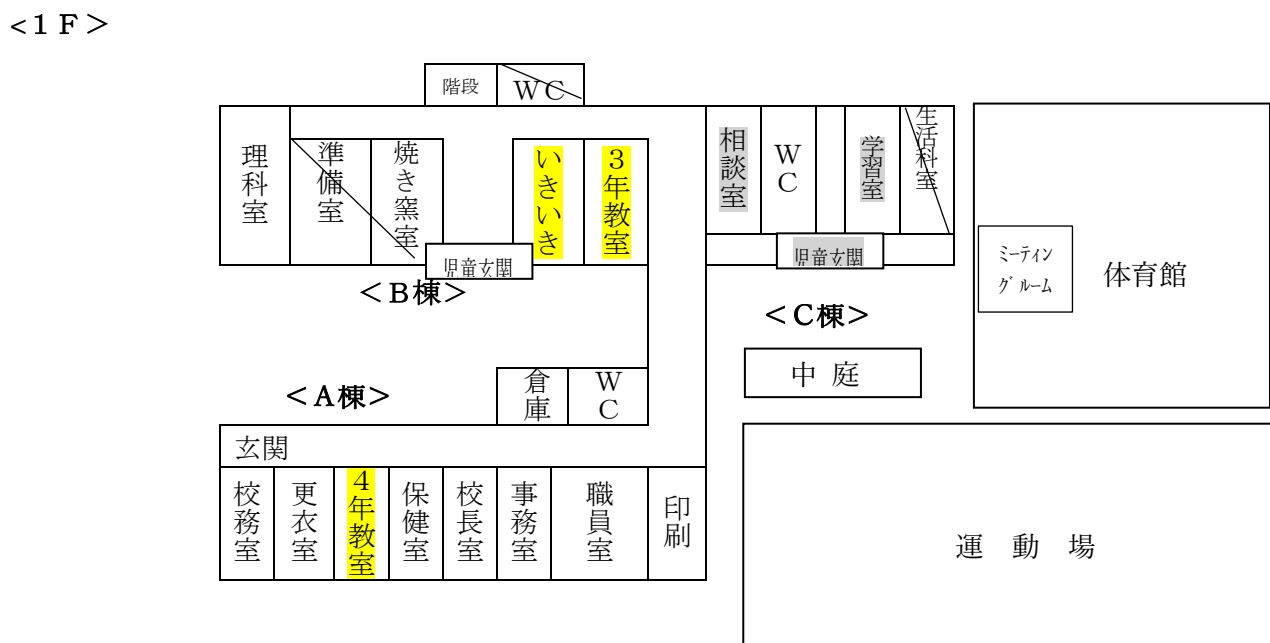 <1F>
階段
WC
理科室
準備室
焼き窯室
いきいき
3年教室
相談室
WC
学習室
生活科室
児童玄関
児童玄関
ミーティン
グルーム
体育館
<B棟>
<C棟>
中庭
<A棟>
倉庫
WC
玄関
校務室
更衣室
4年教室
保健室
校長室
事務室
職員室
印刷
運動場